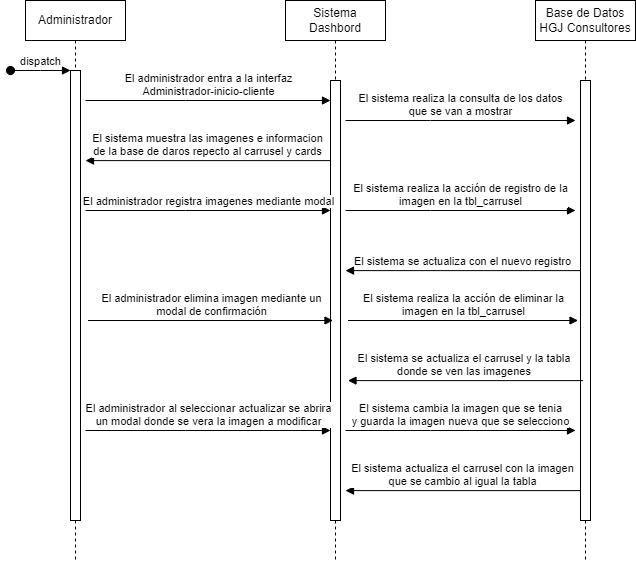 Administrador
Sistema
Dashbord
Base de Datos
HGJ Consultores
dispatch
El administrador entra a la interfaz
Administrador-inicio-cliente
El sistema realiza la consulta de los datos
que se van a mostrar
El sistema muestra las imagenes e informacion
de la base de daros repecto al carrusel y cards
El administrador registra imagenes mediante modal
El sistema realiza la acción de registro de la
imagen en la tbl_carrusel
El sistema se actualiza con el nuevo registro
El administrador elimina imagen mediante un
modal de confirmación
El sistema realiza la acción de eliminar la
imagen en la tbl_carrusel
El sistema se actualiza el carrusel y la tabla
donde se ven las imagenes
El administrador al seleccionar actualizar se abrira
un modal donde se vera la imagen a modificar
El sistema cambia la imagen que se tenia
y guarda la imagen nueva que se selecciono
El sistema actualiza el carrusel con la imagen
que se cambio al igual la tabla